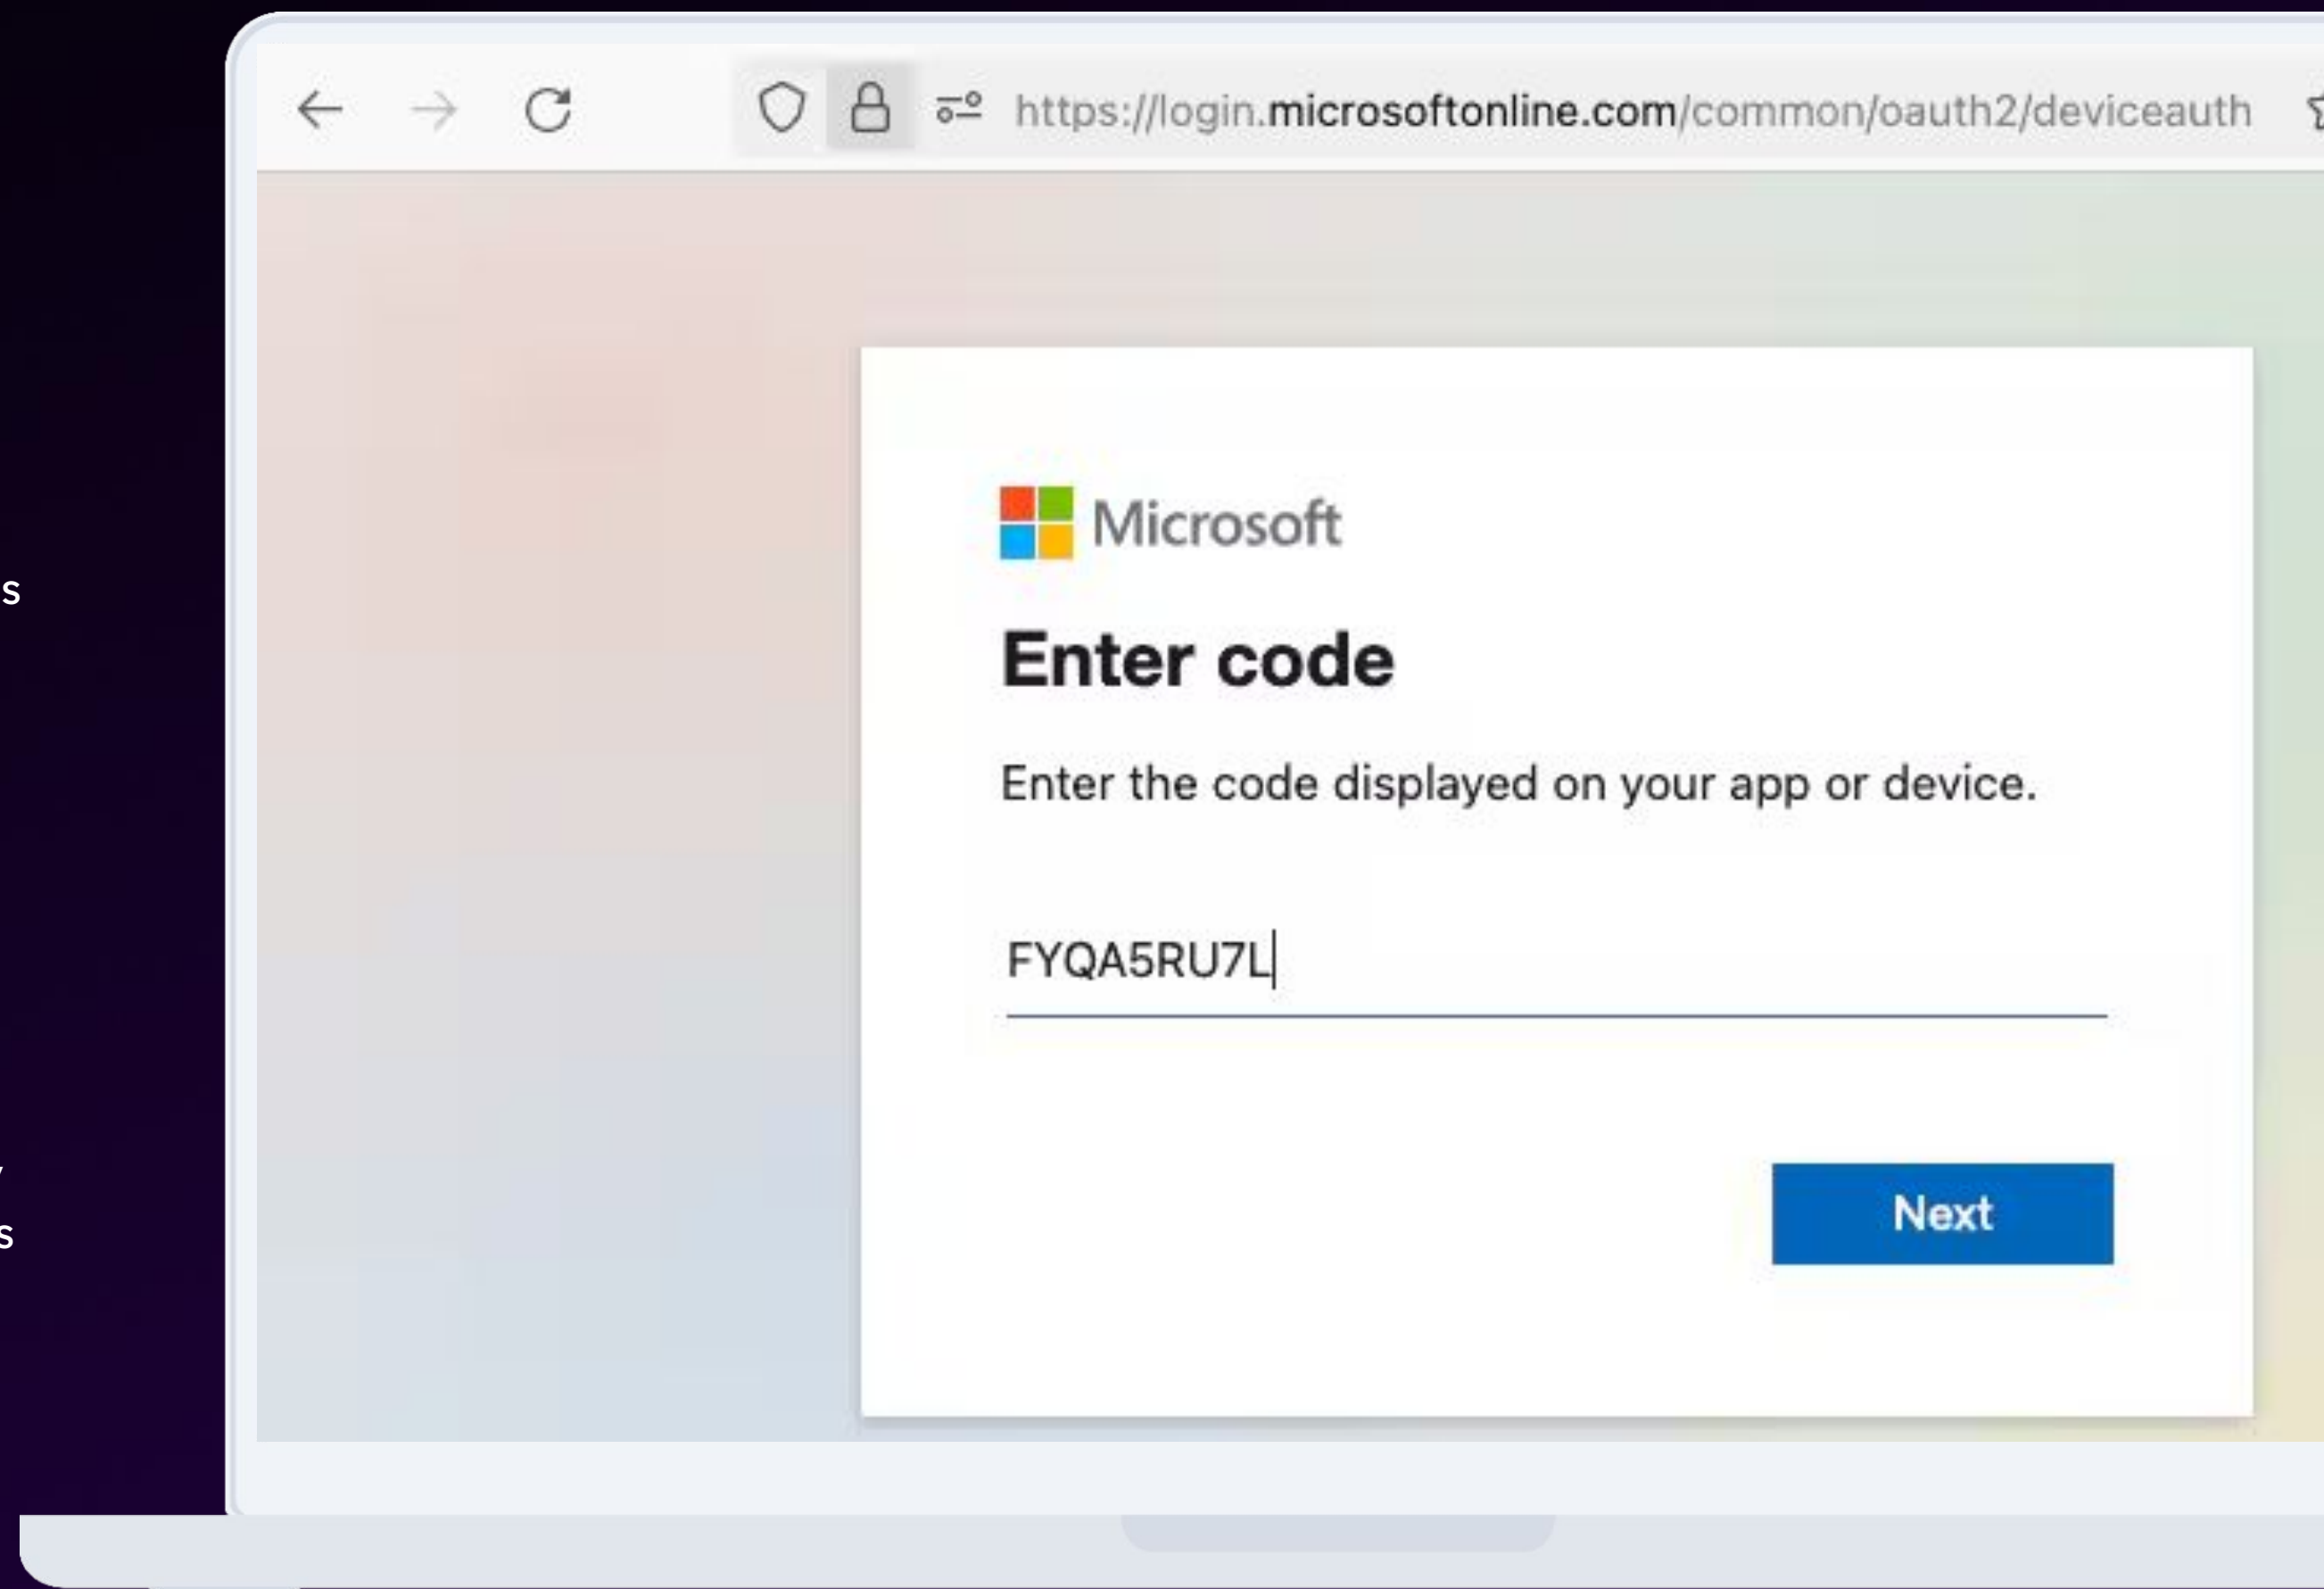 https://login.microsoftonline.com/common/oauth2/deviceauth
Microsoft
Enter code
Enter the code displayed on your app or device.
FYQA5RU7L
Next